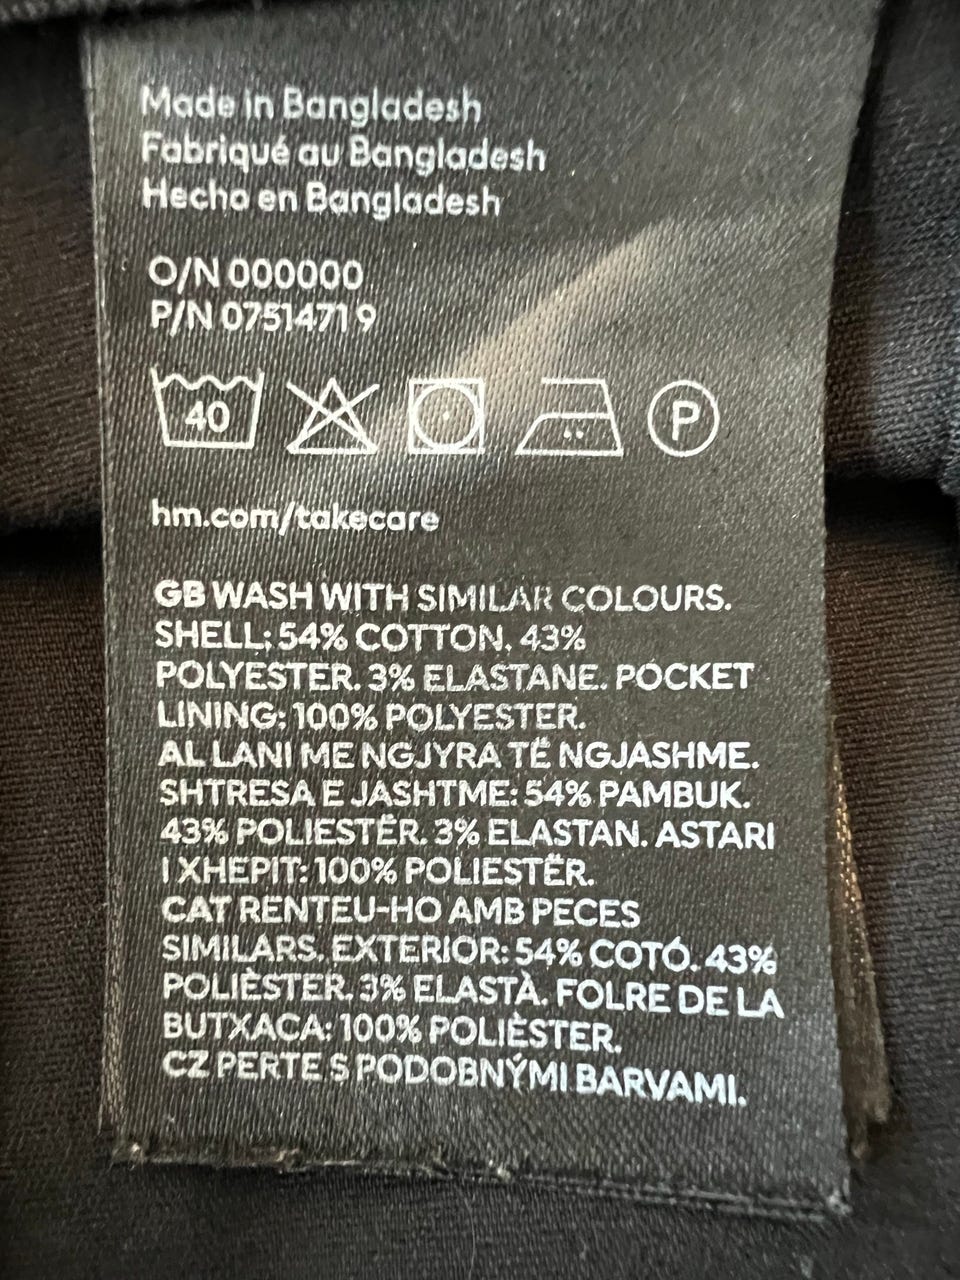 Made in Bangladesh
Fabriqué au Bangladesh
Hecho en Bangladesh
O/N 000000
P/N 0751471 9
40 P
hm.com/takecare
GB WASH WITH SIMILAR COLOURS.
SHELL: 54% COTTON. 43%
POLYESTER. 3% ELASTANE. POCKET
LINING: 100% POLYESTER.
AL LANI ME NGJYRA TË NGJASHME.
SHTRESA E JASHTME: 54% PAMBUK.
43% POLIESTËR. 3% ELASTAN. ASTARI
I XHEPIT: 100% POLIESTËR.
CAT RENTEU-HO AMB PECES
SIMILARS. EXTERIOR: 54% COTÓ. 43%
POLIÈSTER. 3% ELASTÀ. FOLRE DE LA
BUTXACA: 100% POLIÈSTER.
CZ PERTE S PODOBNÝMI BARVAMI.